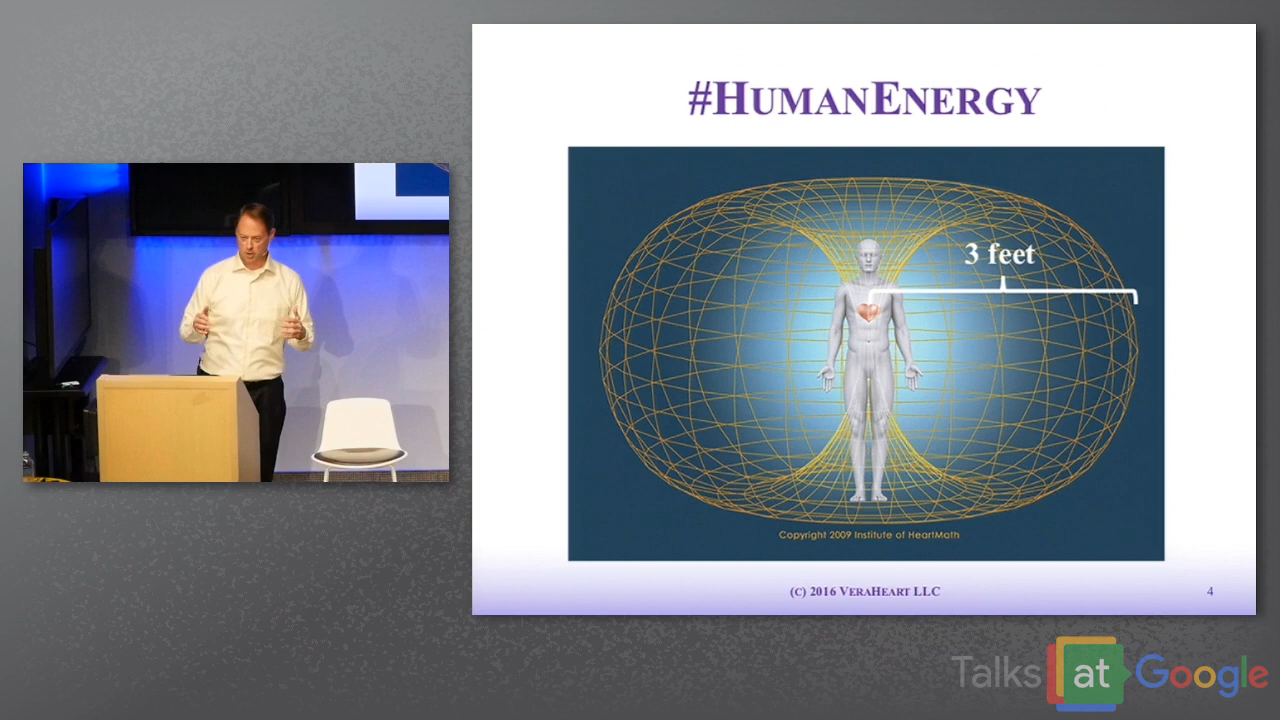 #HUMANENERGY
3 feet
Copyright 2009 Institute of HeartMath
(C) 2016 VERAHEART LLC
4
Talks at Google